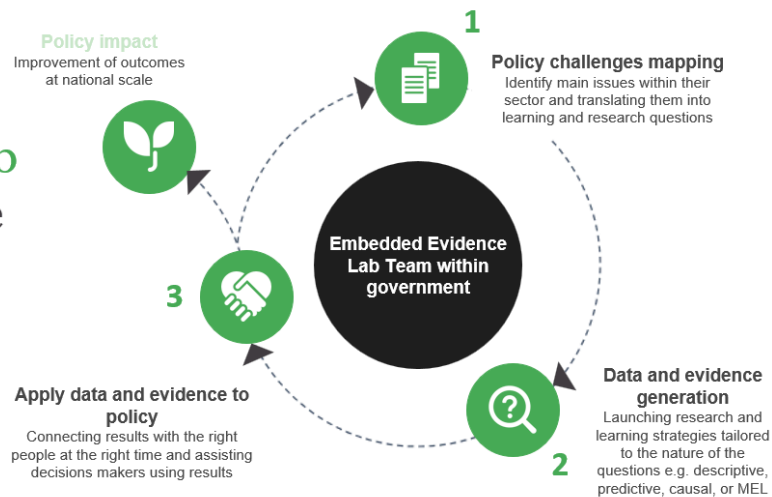 Policy impact
Improvement of outcomes
at national scale
1
Policy challenges mapping
Identify main issues within their
sector and translating them into
learning and research questions
Embedded Evidence
Lab Team within
government
3
Apply data and evidence to
policy
Connecting results with the right
people at the right time and assisting
decisions makers using results
?
2
Data and evidence
generation
Launching research and
learning strategies tailored
to the nature of the
questions e.g. descriptive,
predictive, causal, or MEL